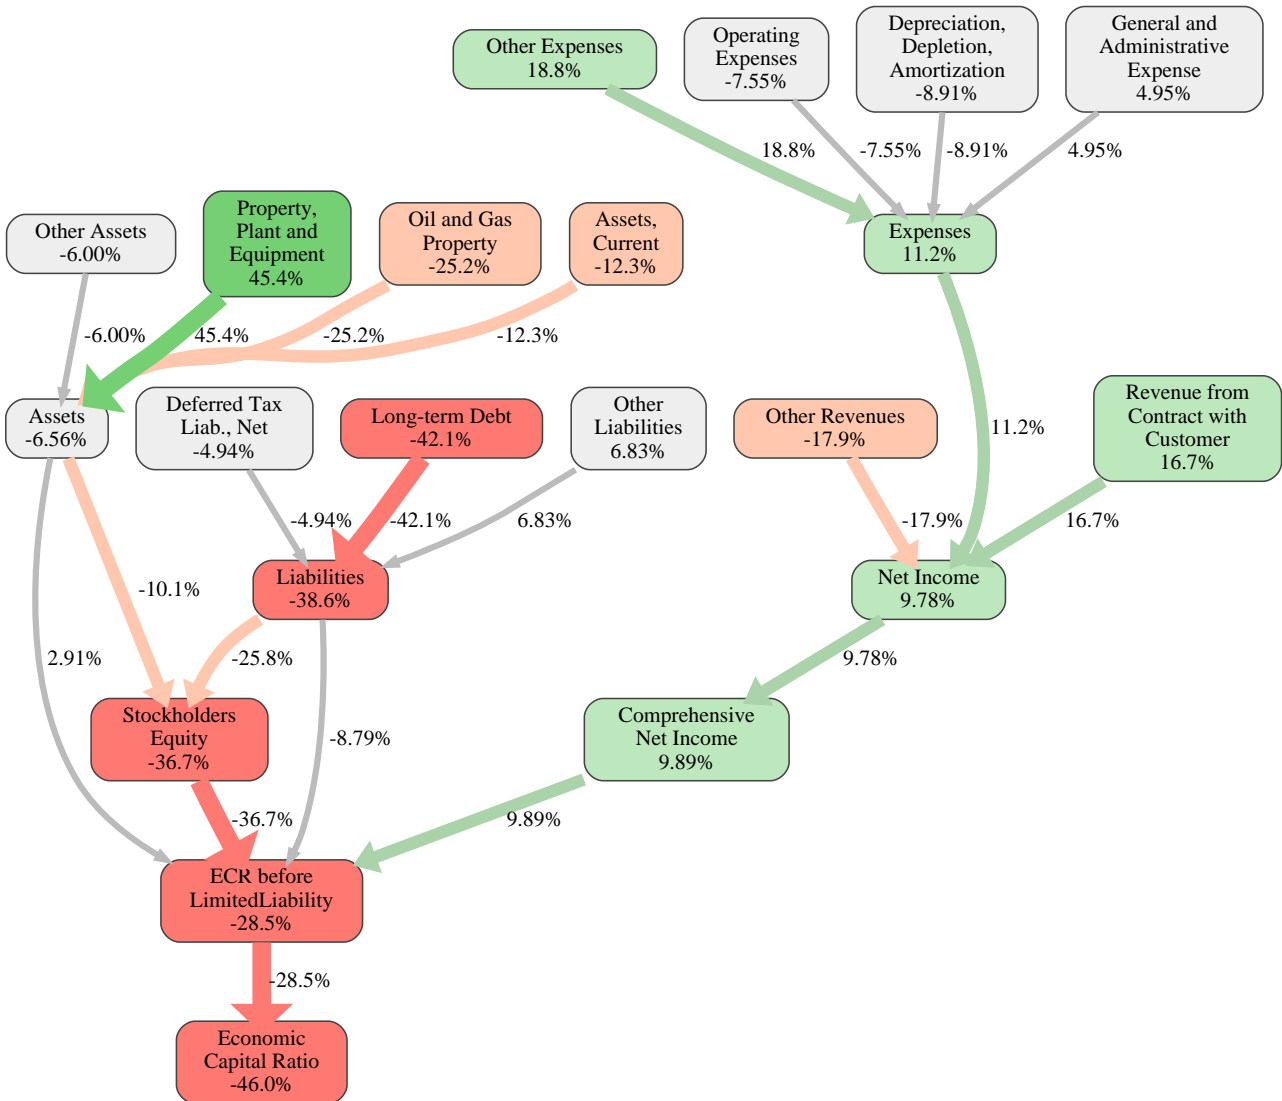 Other Expenses
18.8%
Operating
Expenses
-7.55%
Depreciation,
Depletion,
Amortization
-8.91%
General and
Administrative
Expense
4.95%
18.8%
-7.55%
-8.91%
4.95%
Other Assets
-6.00%
Property,
Plant and
Equipment
45.4%
Oil and Gas
Property
-25.2%
Assets,
Current
-12.3%
Expenses
11.2%
-6.00%
45.4%
-25.2%
-12.3%
Assets
-6.56%
Deferred Tax
Liab., Net
-4.94%
Long-term Debt
-42.1%
Other
Liabilities
6.83%
Other Revenues
-17.9%
11.2%
Revenue from
Contract with
Customer
16.7%
-4.94%
-42.1%
6.83%
-17.9%
16.7%
Liabilities
-38.6%
Net Income
9.78%
-10.1%
2.91%
-25.8%
9.78%
Stockholders
Equity
-36.7%
-8.79%
Comprehensive
Net Income
9.89%
-36.7%
9.89%
ECR before
LimitedLiability
-28.5%
-28.5%
Economic
Capital Ratio
-46.0%